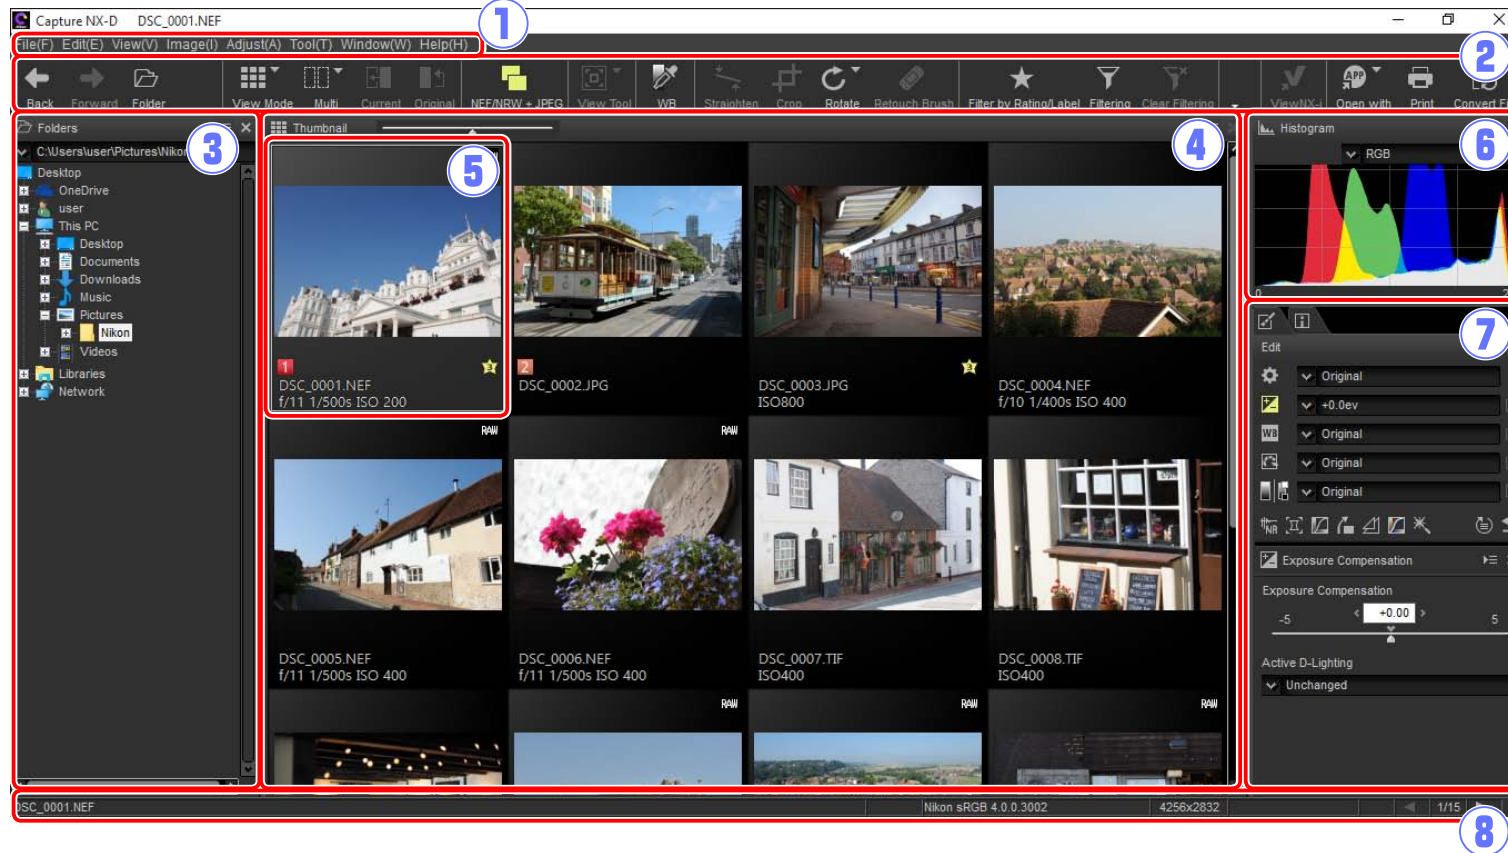 Capture NX-D DSC_0001.NEF
1
File(F) Edit(E) View(V) Image(I) Adjust(A) Tool(T) Window(W) Help(H)
2
Back Forward Folder View Mode Multi Current Original NEF/NRW + JPEG View Tool WB Straighten Crop Rotate Retouch Brush Filter by Rating/Label Filtering Clear Filtering ViewNX-i Open with Print
APP
Folders
3
C:\Users\user\Pictures\Nikon
Desktop
OneDrive
user
This PC
Desktop
Documents
Downloads
Music
Pictures
Nikon
Videos
Libraries
Network
Thumbnail
4
5
1 3
DSC_0001.NEF
f/11 1/500s ISO 200
2
DSC_0002.JPG
3
DSC_0003.JPG
ISO800
DSC_0004.NEF
f/10 1/400s ISO 400
RAW
DSC_0005.NEF
f/11 1/500s ISO 400
RAW
DSC_0006.NEF
f/11 1/500s ISO 400
DSC_0007.TIF
ISO400
DSC_0008.TIF
ISO400
RAW
RAW
RAW
Histogram
6
RGB
0
7
Edit
Original
+0.0ev
WB Original
Original
Original
NR
Exposure Compensation
Exposure Compensation
-5 +0.00 5
Active D-Lighting
Unchanged
DSC_0001.NEF Nikon sRGB 4.0.0.3002 4256x2832 1/15
8